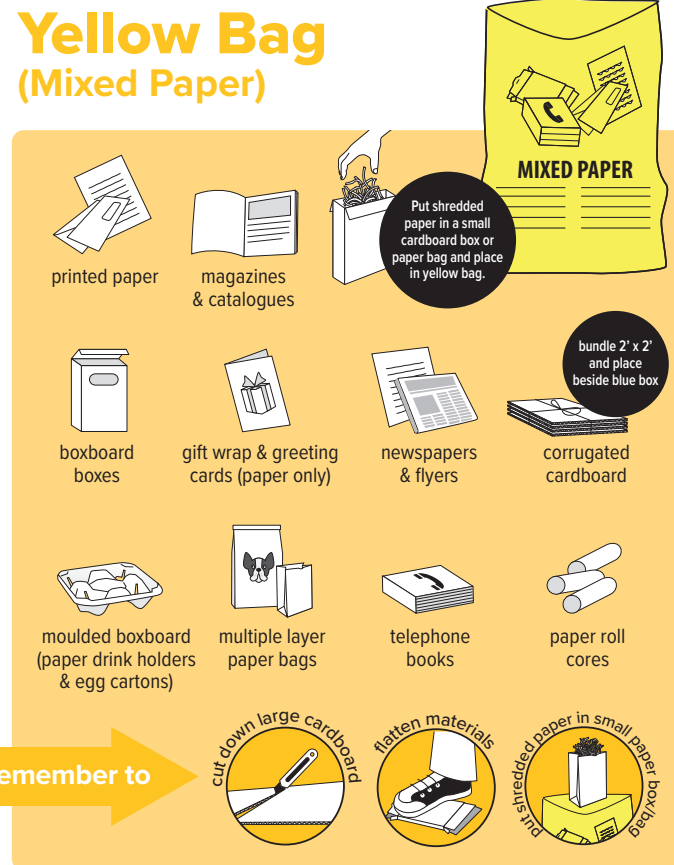 Yellow Bag
(Mixed Paper)
MIXED PAPER
printed paper
magazines
& catalogues
Put shredded
paper in a small
cardboard box or
paper bag and place
in yellow bag.
boxboard
boxes
gift wrap & greeting
cards (paper only)
newspapers
& flyers
bundle 2’ x 2’
and place
beside blue box
corrugated
cardboard
moulded boxboard
(paper drink holders
& egg cartons)
multiple layer
paper bags
telephone
books
paper roll
cores
emember to
cut down large cardboard
flatten materials
put shredded paper in small paper box/bag